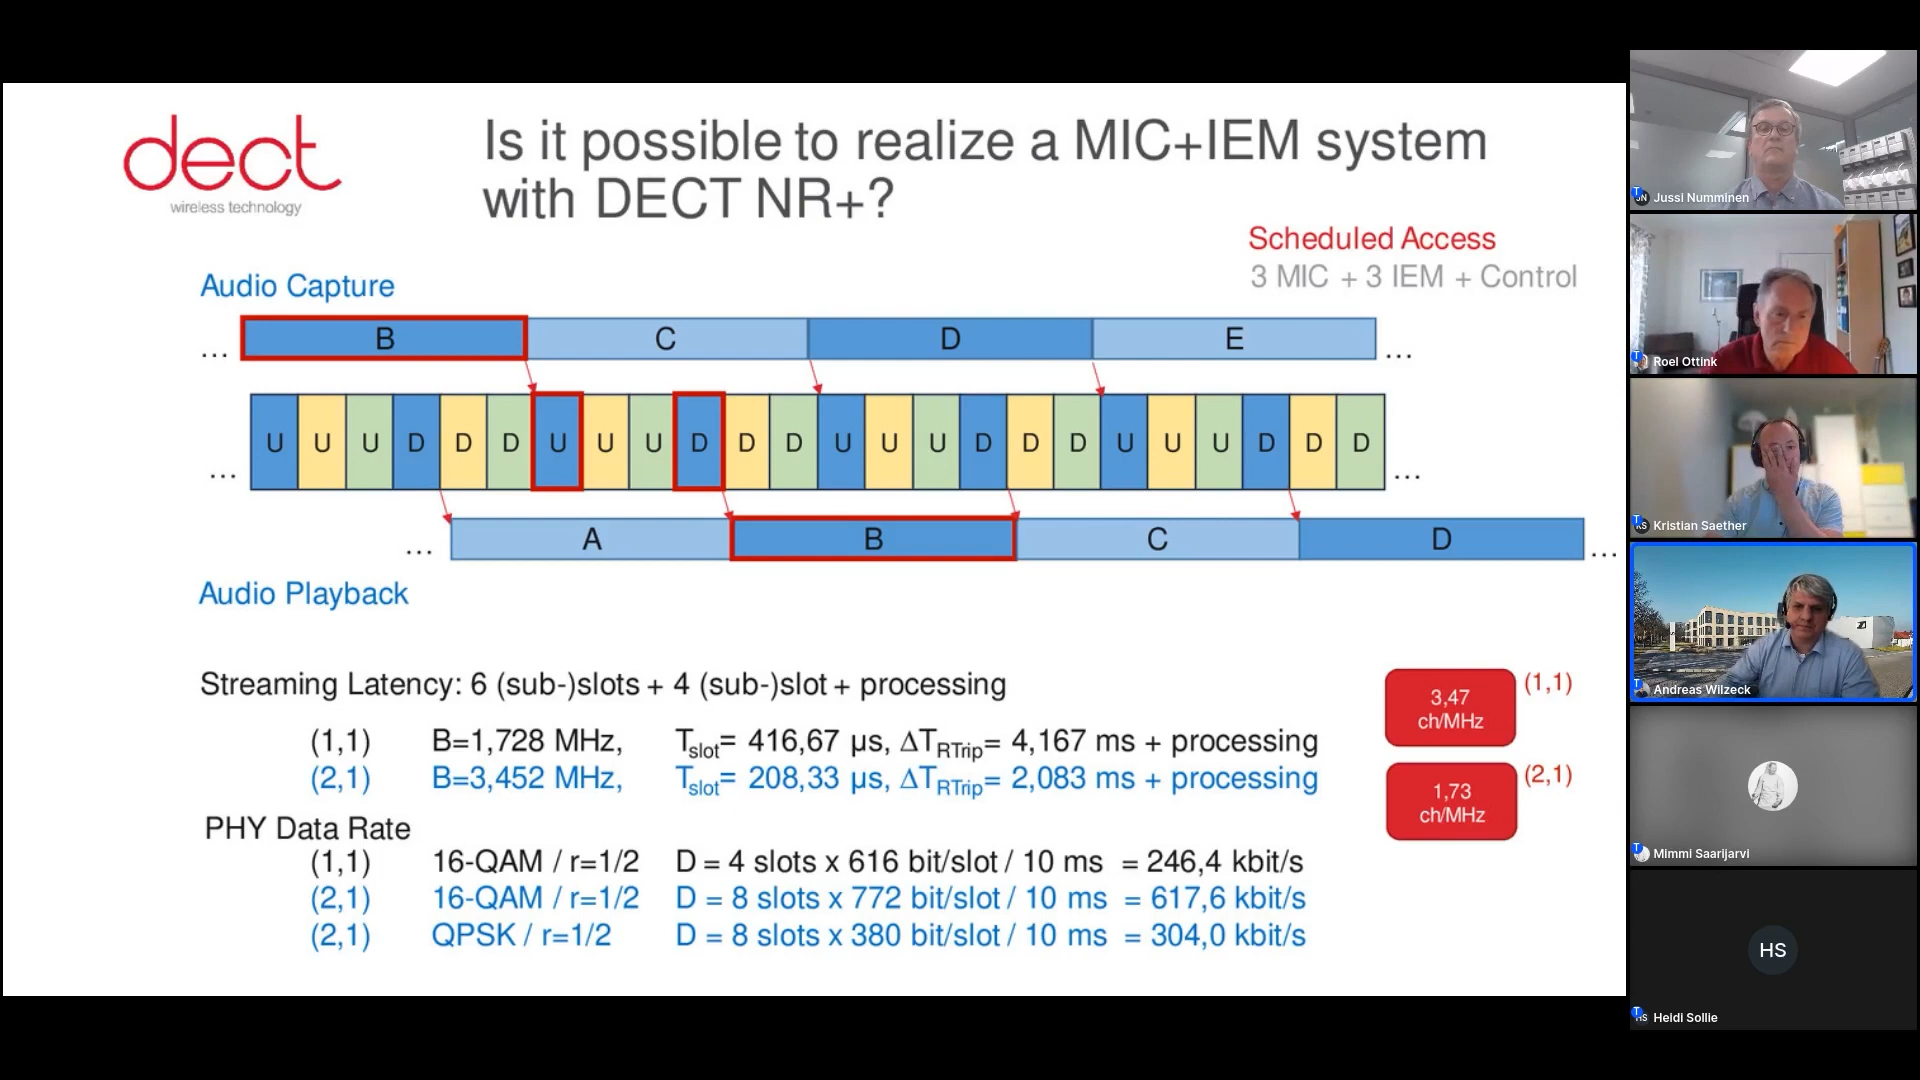 dect
wireless technology
Is it possible to realize a MIC+IEM system
with DECT NR+?
Scheduled Access
3 MIC + 3 IEM + Control
Audio Capture
... B C D E ...
... U U U D D D U U U D D D U U U D D D U U U D D D ...
... A B C D ...
Audio Playback
Streaming Latency: 6 (sub-)slots + 4 (sub-)slot + processing
(1,1) B=1,728 MHz, Tslot= 416,67 µs, ΔTRTrip= 4,167 ms + processing
(2,1) B=3,452 MHz, Tslot= 208,33 µs, ΔTRTrip= 2,083 ms + processing
3,47
ch/MHz
(1,1)
1,73
ch/MHz
(2,1)
PHY Data Rate
(1,1) 16-QAM / r=1/2 D = 4 slots x 616 bit/slot / 10 ms = 246,4 kbit/s
(2,1) 16-QAM / r=1/2 D = 8 slots x 772 bit/slot / 10 ms = 617,6 kbit/s
(2,1) QPSK / r=1/2 D = 8 slots x 380 bit/slot / 10 ms = 304,0 kbit/s
Jussi Numminen
Roel Ottink
Kristian Saether
Andreas Wilzeck
Mimmi Saarijarvi
HS
Heidi Sollie